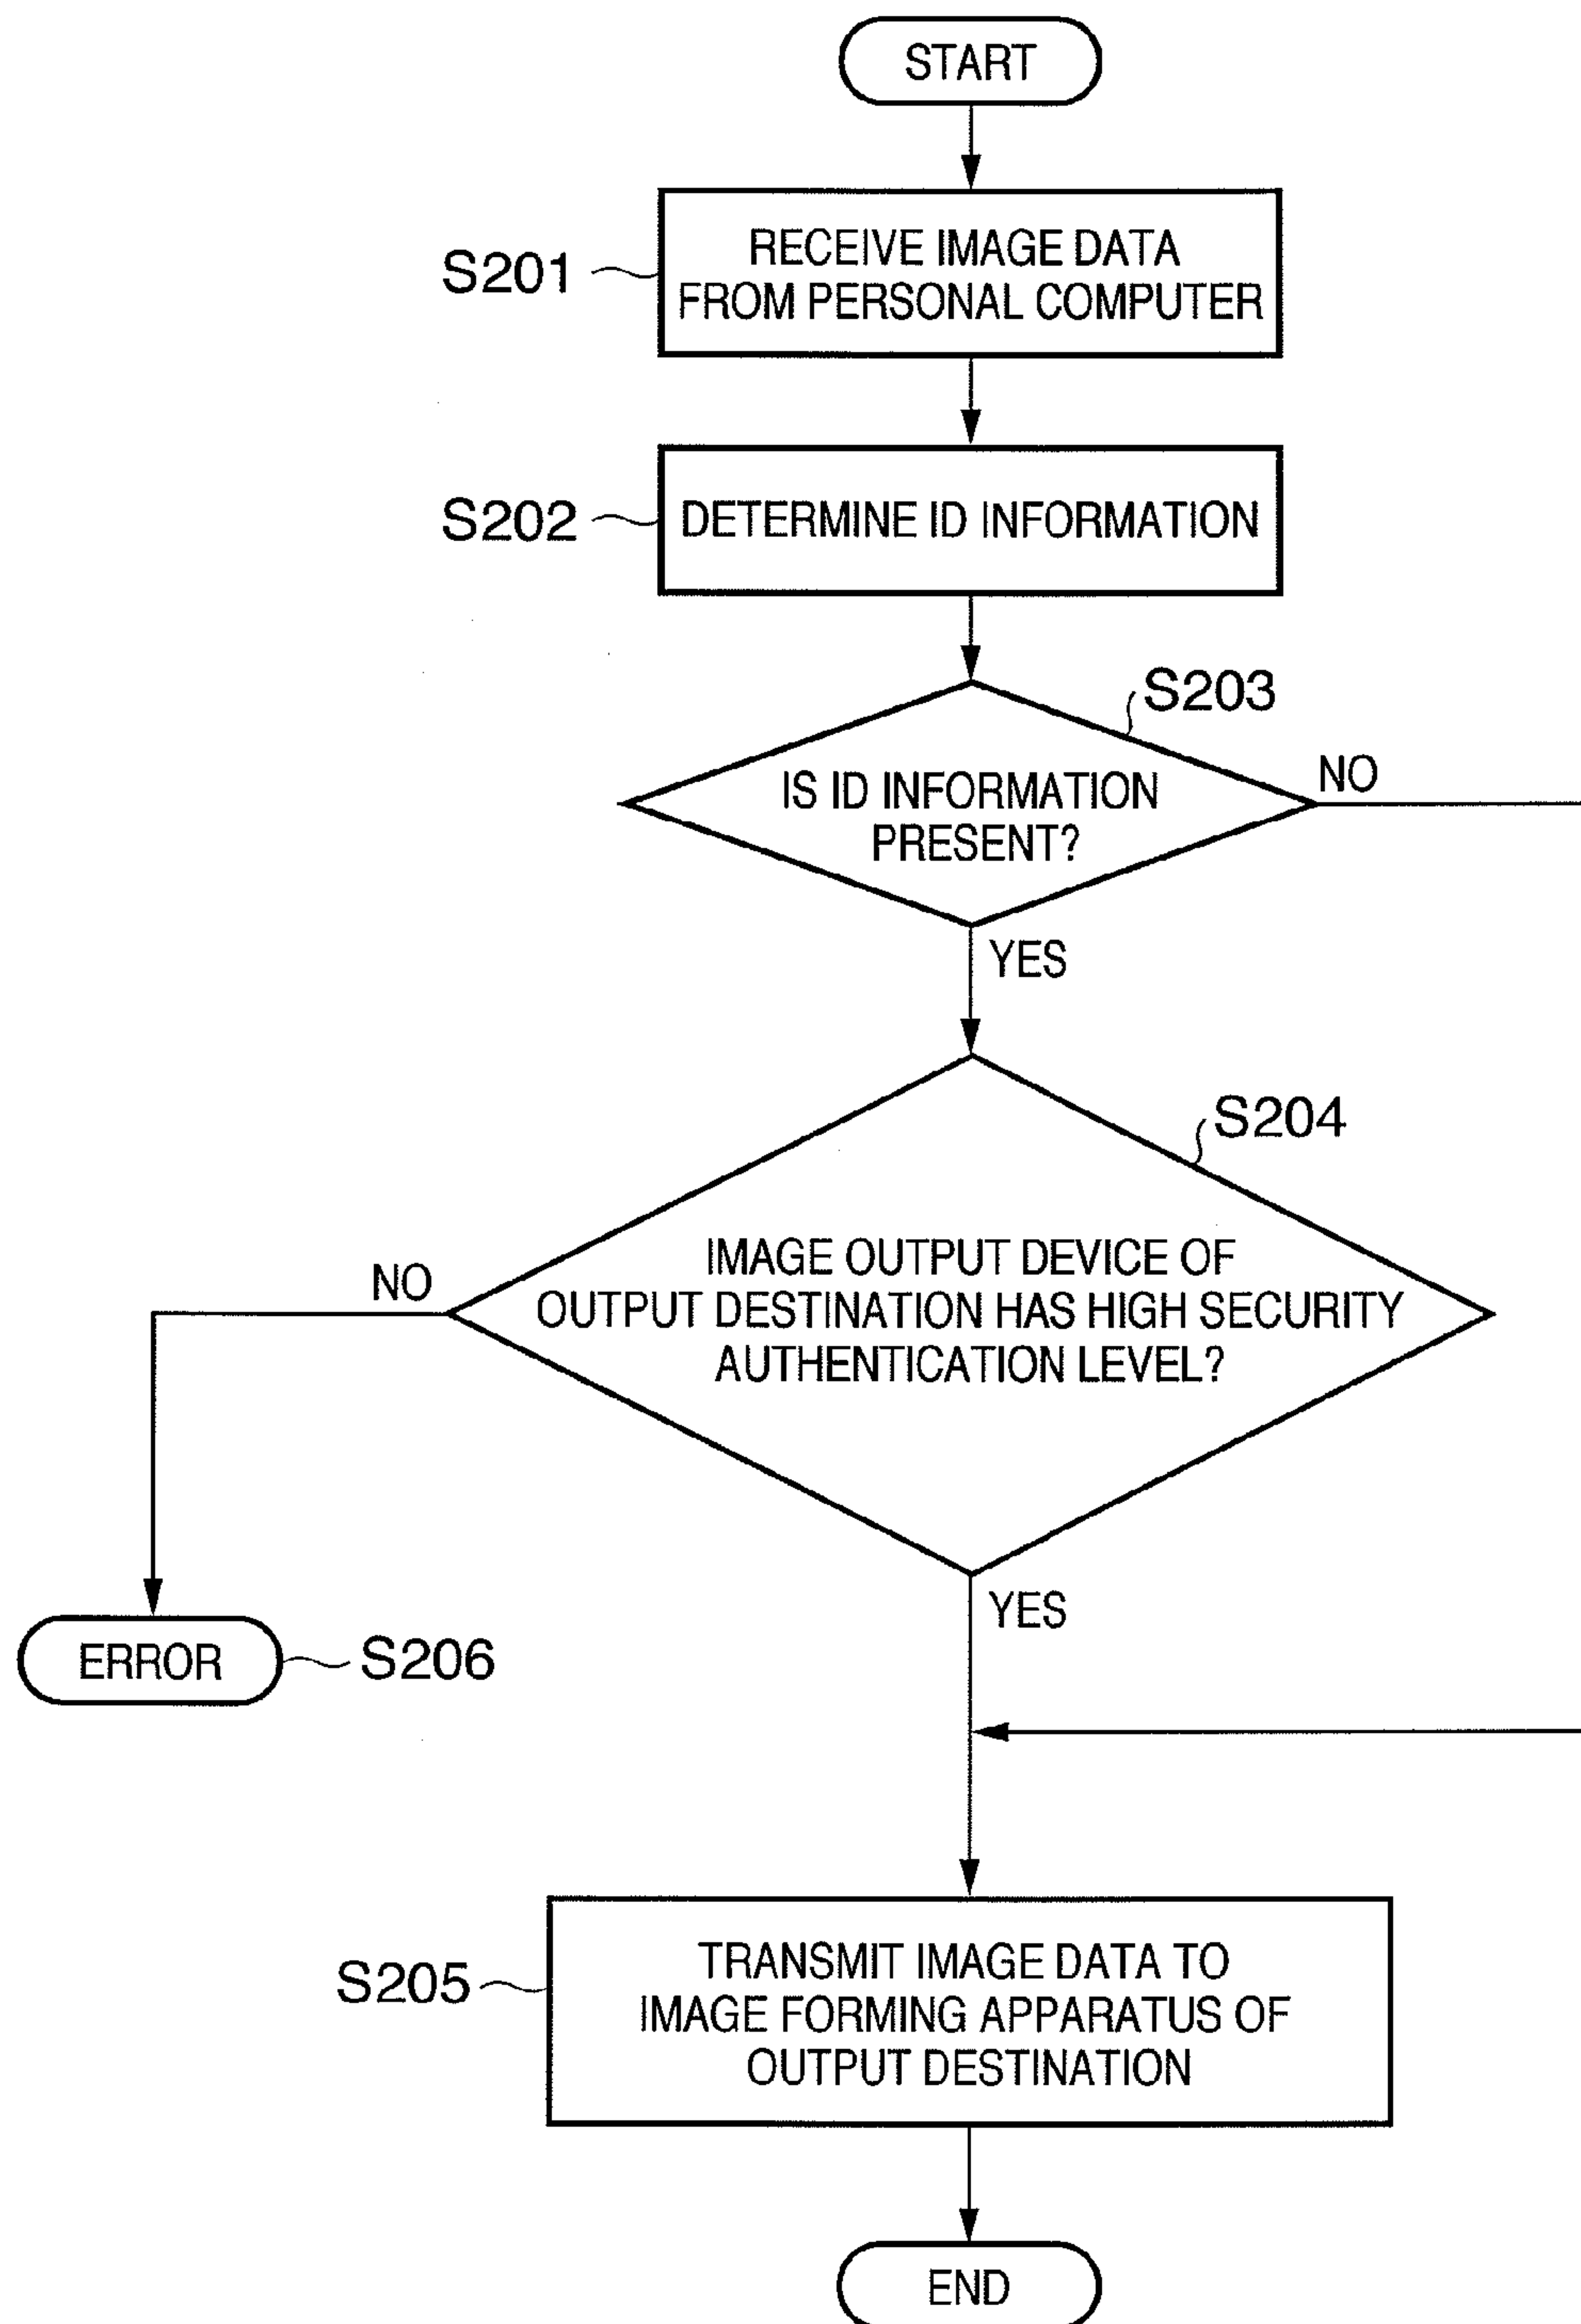 START
S201
RECEIVE IMAGE DATA
FROM PERSONAL COMPUTER
S202
DETERMINE ID INFORMATION
S203
IS ID INFORMATION
PRESENT?
NO
YES
S204
IMAGE OUTPUT DEVICE OF
OUTPUT DESTINATION HAS HIGH SECURITY
AUTHENTICATION LEVEL?
NO
YES
ERROR
S206
S205
TRANSMIT IMAGE DATA TO
IMAGE FORMING APPARATUS OF
OUTPUT DESTINATION
END